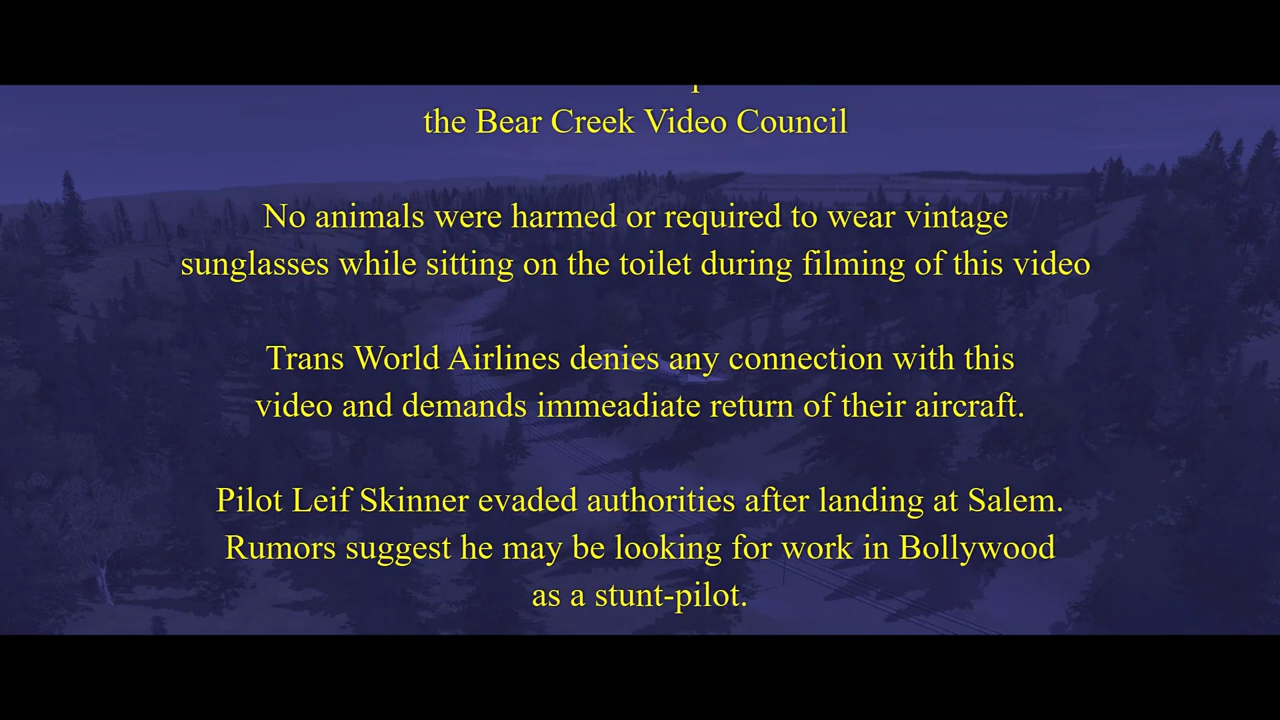 the Bear Creek Video Council
No animals were harmed or required to wear vintage
sunglasses while sitting on the toilet during filming of this video
Trans World Airlines denies any connection with this
video and demands immeadiate return of their aircraft.
Pilot Leif Skinner evaded authorities after landing at Salem.
Rumors suggest he may be looking for work in Bollywood
as a stunt-pilot.